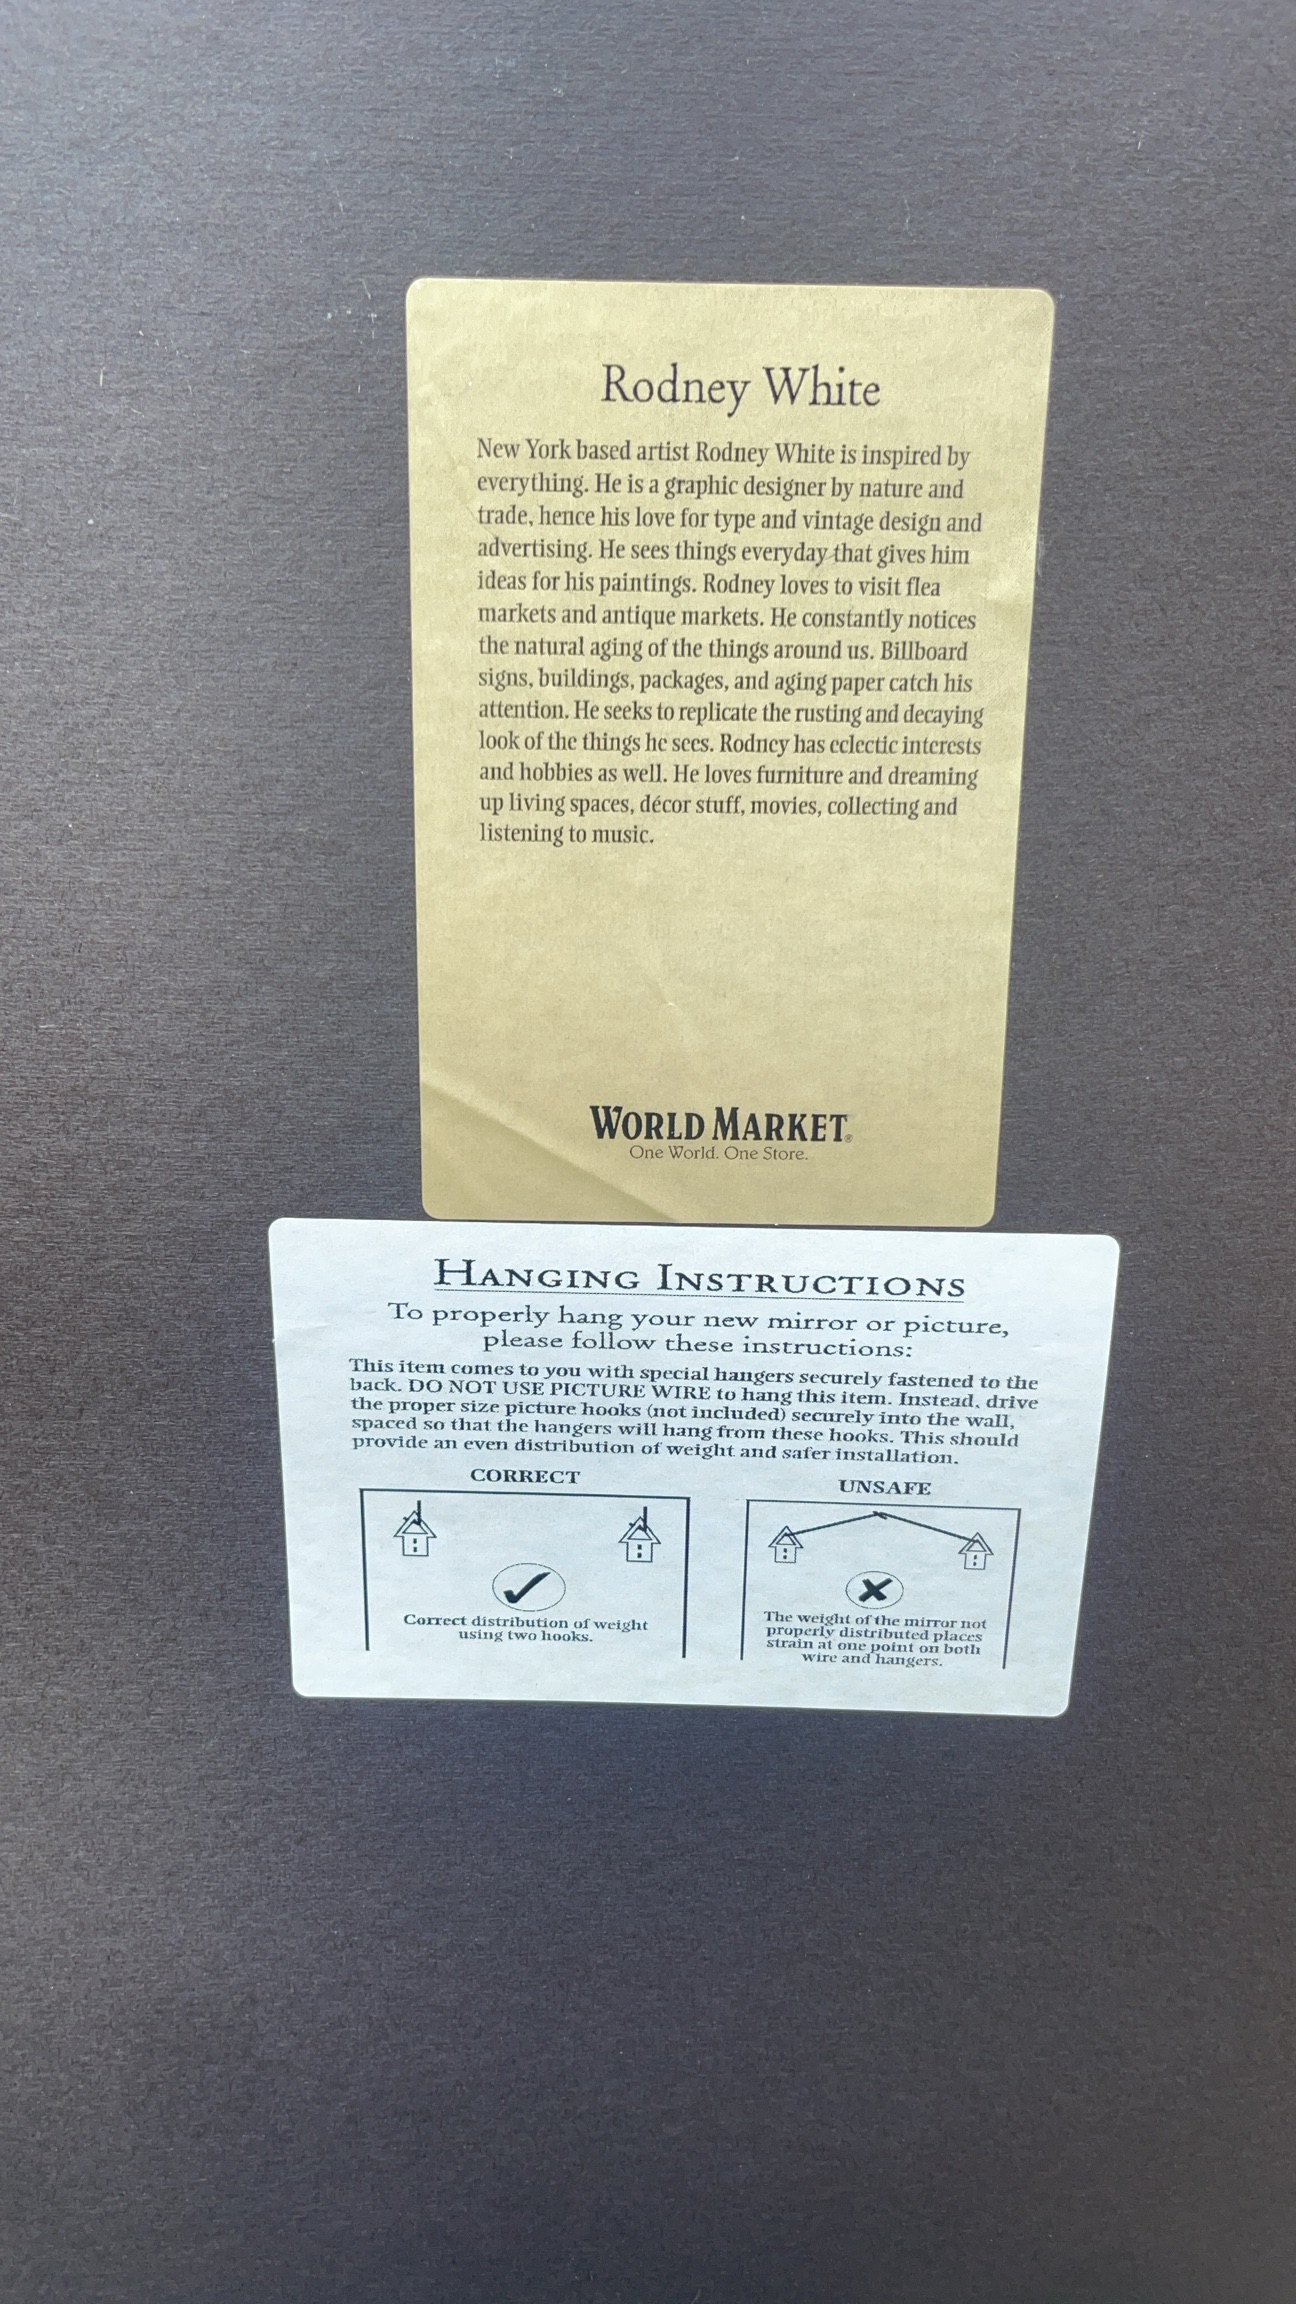 Rodney White
New York based artist Rodney White is inspired by
everything. He is a graphic designer by nature and
trade, hence his love for type and vintage design and
advertising. He sees things everyday that gives him
ideas for his paintings. Rodney loves to visit flea
markets and antique markets. He constantly notices
the natural aging of the things around us. Billboard
signs, buildings, packages, and aging paper catch his
attention. He seeks to replicate the rusting and decaying
look of the things he sees. Rodney has eclectic interests
and hobbies as well. He loves furniture and dreaming
up living spaces, décor stuff, movies, collecting and
listening to music.
WORLD MARKET®
One World. One Store.
HANGING INSTRUCTIONS
To properly hang your new mirror or picture,
please follow these instructions:
This item comes to you with special hangers securely fastened to the
back. DO NOT USE PICTURE WIRE to hang this item. Instead, drive
the proper size picture hooks (not included) securely into the wall,
spaced so that the hangers will hang from these hooks. This should
provide an even distribution of weight and safer installation.
CORRECT
Correct distribution of weight
using two hooks.
UNSAFE
The weight of the mirror not
properly distributed places
strain at one point on both
wire and hangers.